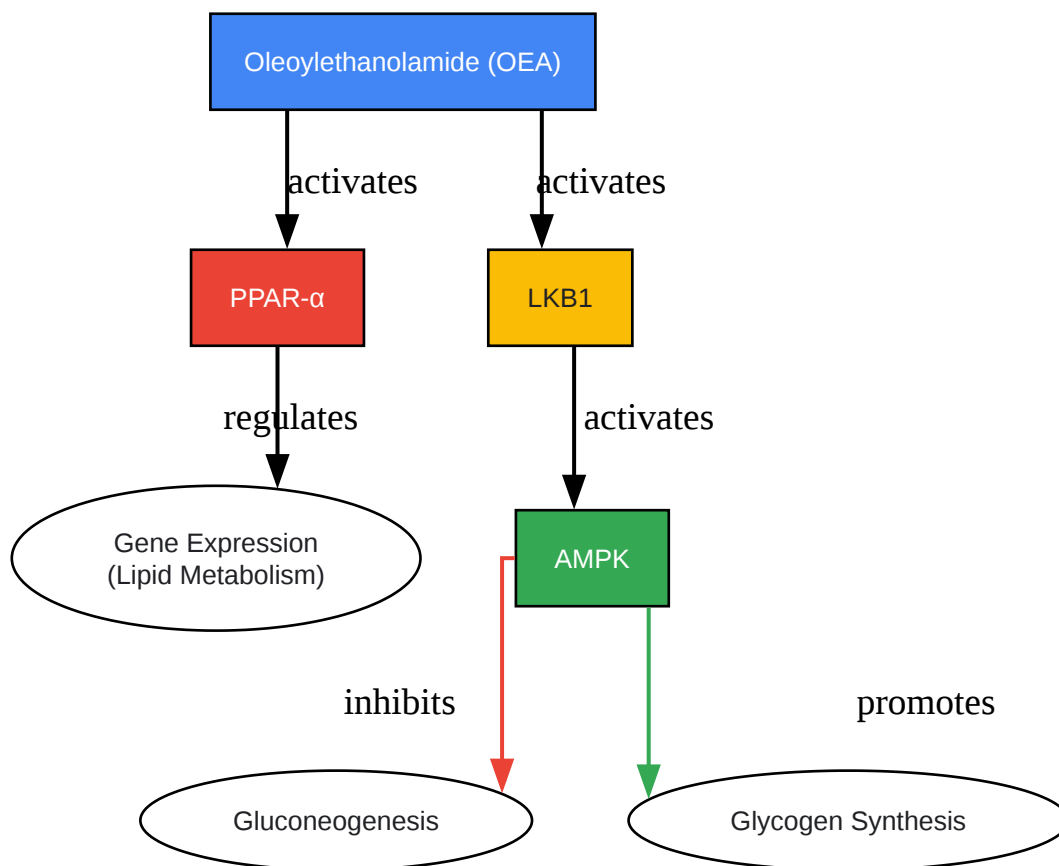 Oleoylethanolamide (OEA)
activates
activates
PPAR-α
LKB1
regulates
activates
Gene Expression
(Lipid Metabolism)
AMPK
inhibits
promotes
Gluconeogenesis
Glycogen Synthesis